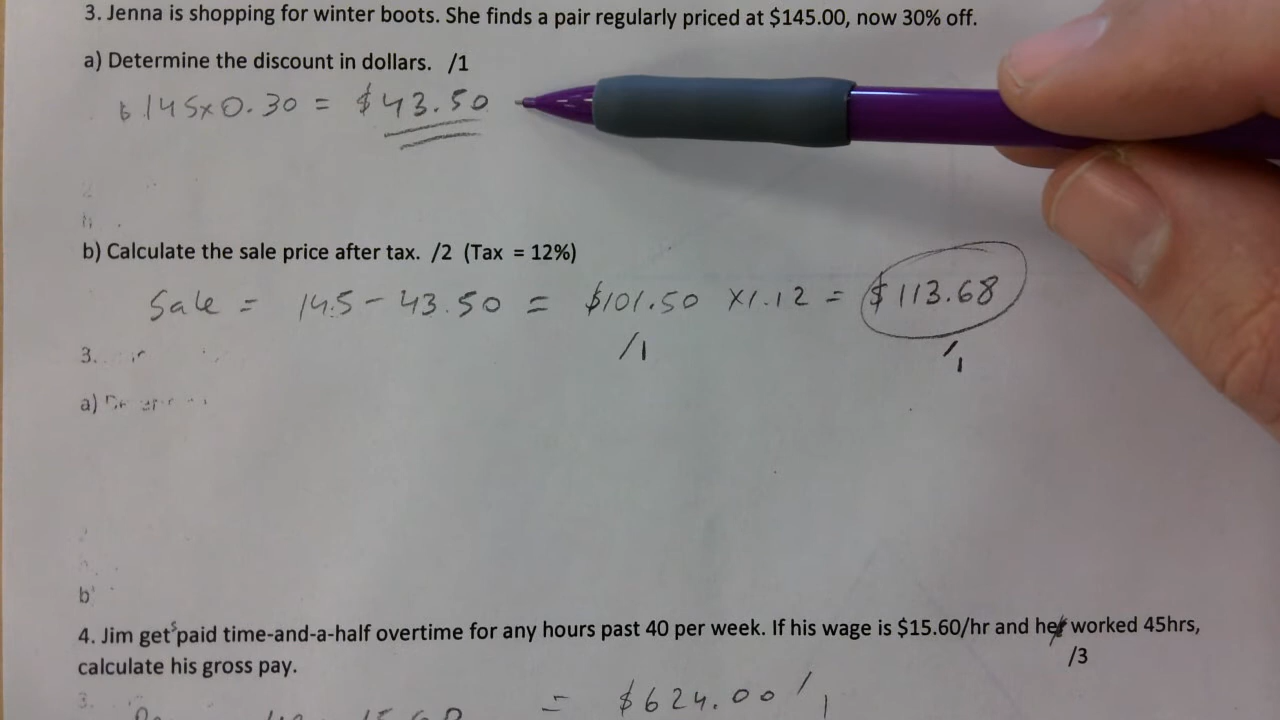 3. Jenna is shopping for winter boots. She finds a pair regularly priced at $145.00, now 30% off.
a) Determine the discount in dollars. /1
$145x0.30 = $43.50
b) Calculate the sale price after tax. /2 (Tax = 12%)
Sale = 145 - 43.50 = $101.50 x1.12 = $113.68
/1 /1
3.
a)
b
4. Jim gets paid time-and-a-half overtime for any hours past 40 per week. If his wage is $15.60/hr and he worked 45hrs,
calculate his gross pay. /3
3.
= $624.00 /1